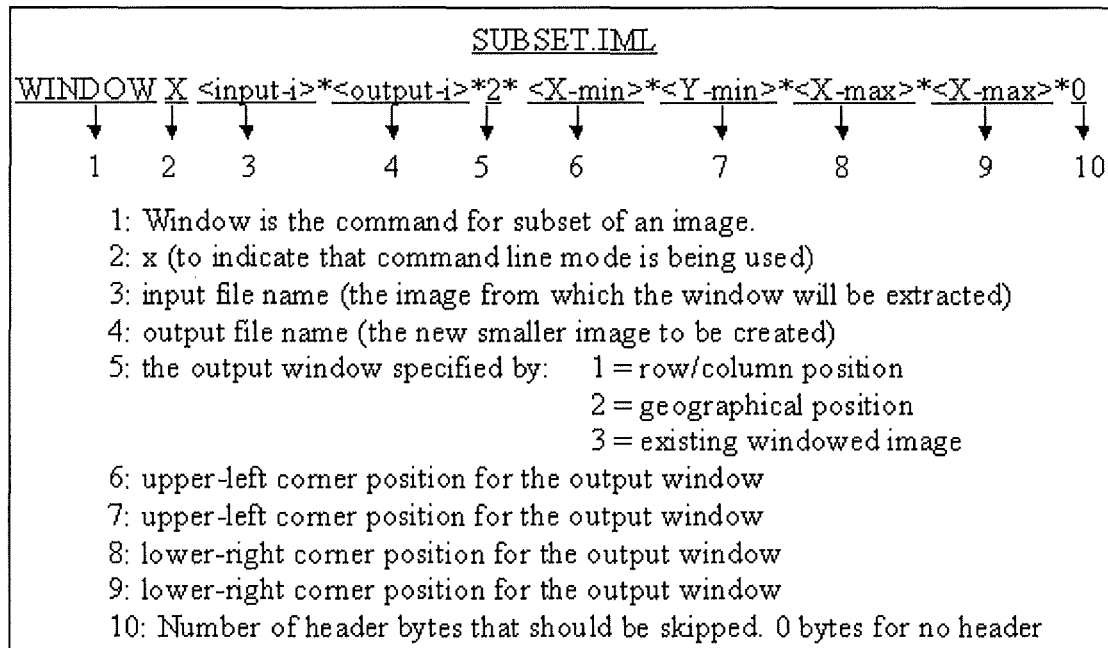 SUBSET.IML
WINDOW X <input-i>*<output-i>*2* <X-min>*<Y-min>*<X-max>*<X-max>*0
1 2 3 4 5 6 7 8 9 10
1: Window is the command for subset of an image.
2: x (to indicate that command line mode is being used)
3: input file name (the image from which the window will be extracted)
4: output file name (the new smaller image to be created)
5: the output window specified by: 1 = row/column position
2 = geographical position
3 = existing windowed image
6: upper-left corner position for the output window
7: upper-left corner position for the output window
8: lower-right corner position for the output window
9: lower-right corner position for the output window
10: Number of header bytes that should be skipped. 0 bytes for no header